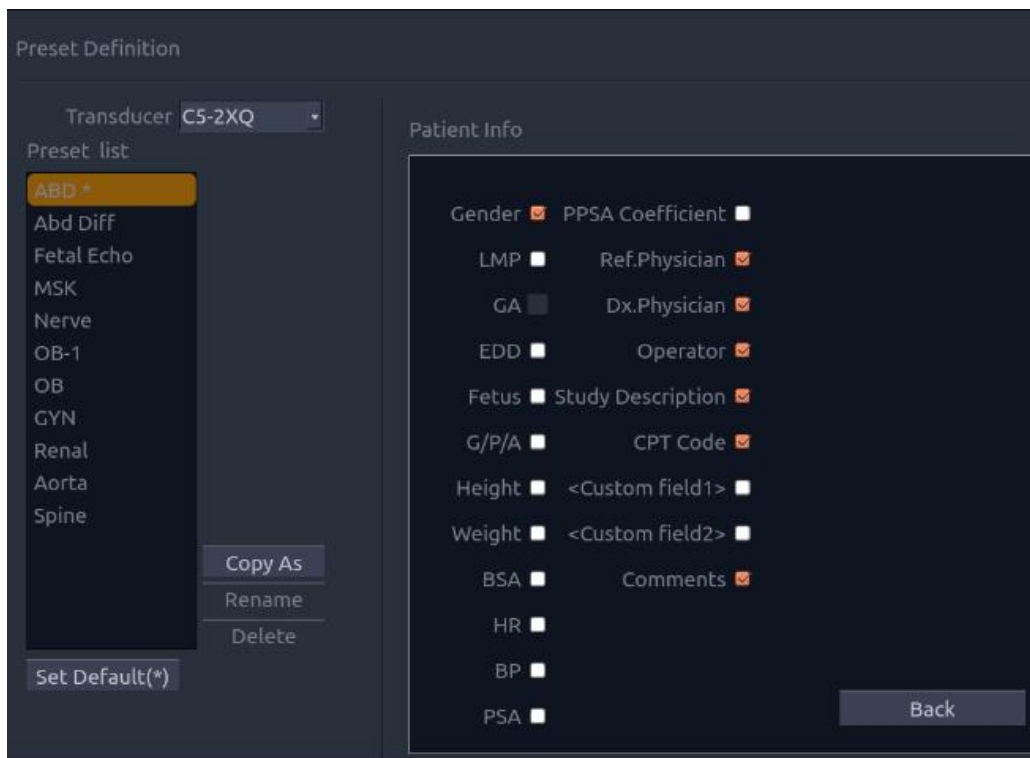 Preset Definition
Transducer C5-2XQ
Preset list
ABD *
Abd Diff
Fetal Echo
MSK
Nerve
OB-1
OB
GYN
Renal
Aorta
Spine
Copy As
Rename
Delete
Set Default(*)
Patient Info
Gender PPSA Coefficient
LMP Ref.Physician
GA Dx.Physician
EDD Operator
Fetus Study Description
G/P/A CPT Code
Height <Custom field1>
Weight <Custom field2>
BSA Comments
HR
BP
PSA
Back